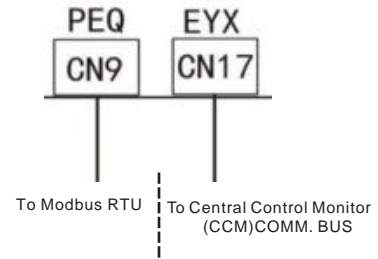 PEQ EYX
CN9 CN17
To Modbus RTU
To Central Control Monitor
(CCM)COMM. BUS